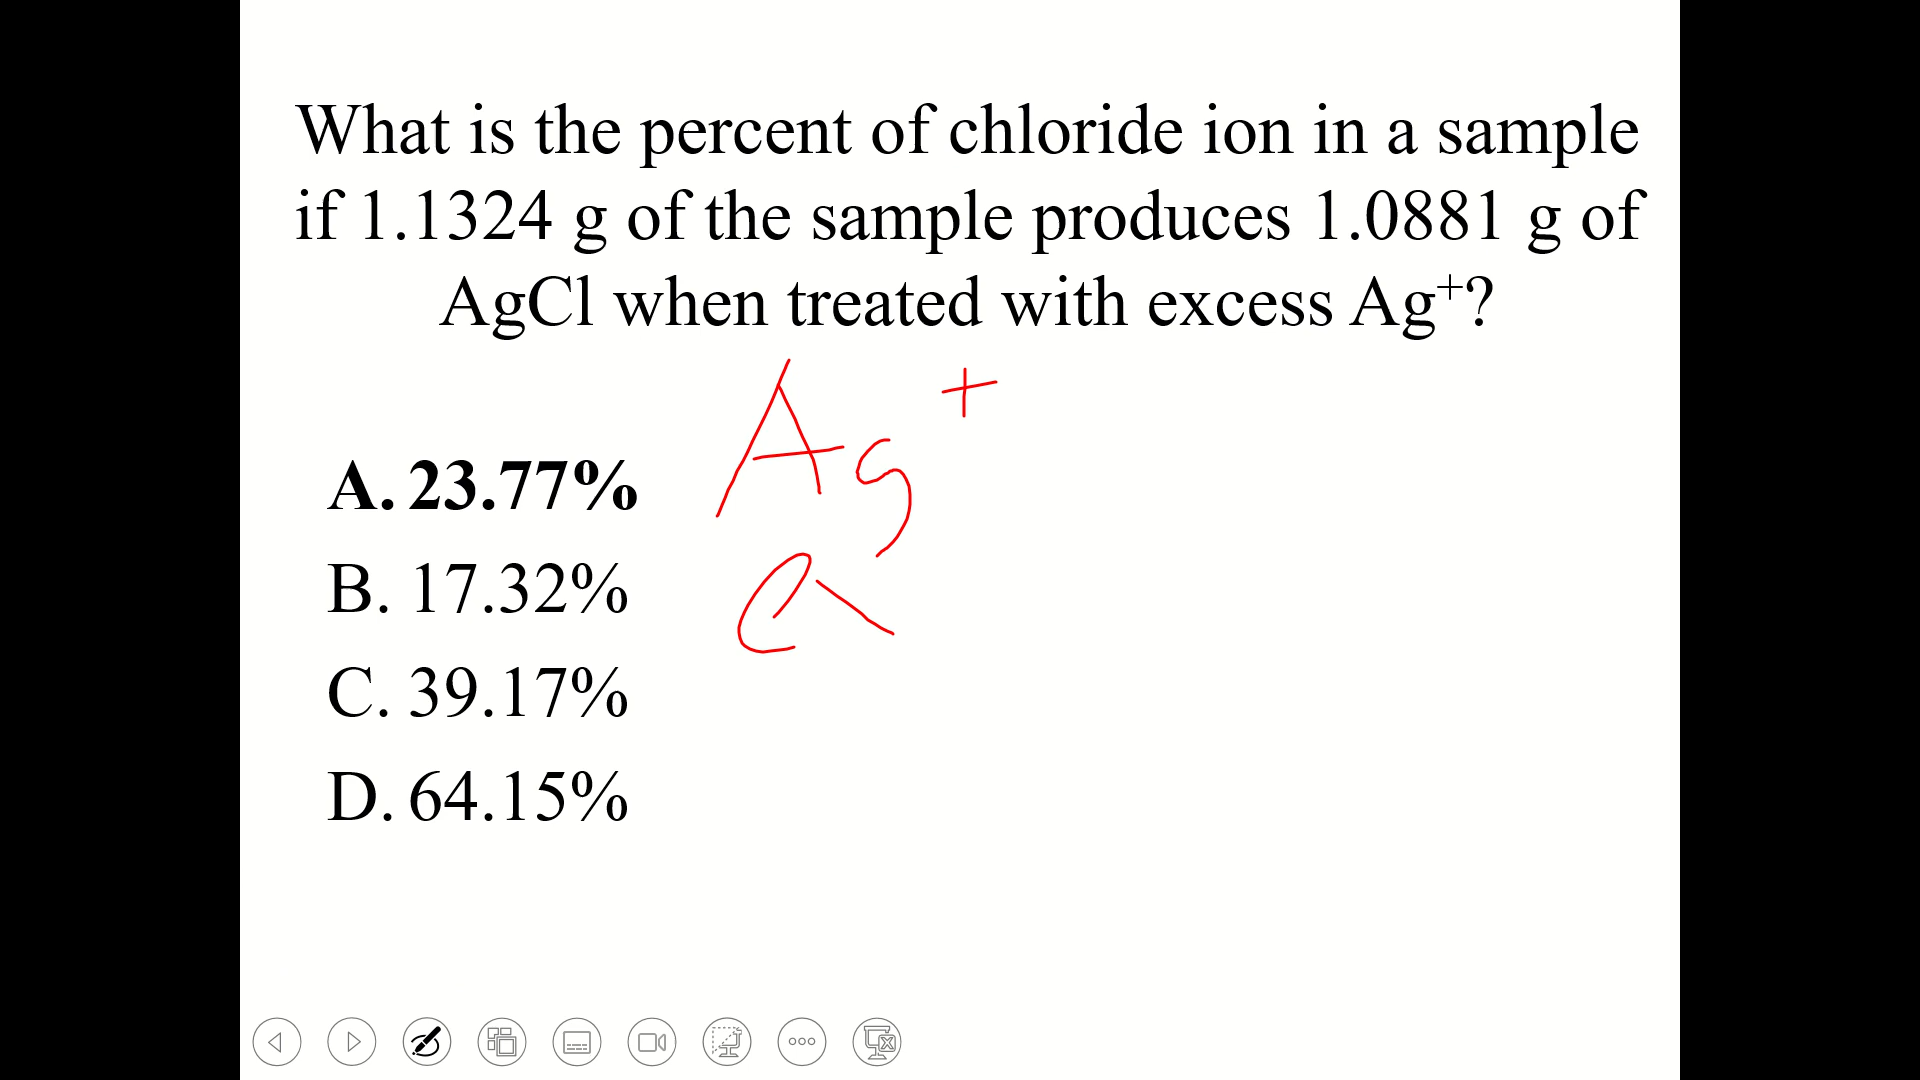 What is the percent of chloride ion in a sample
if 1.1324 g of the sample produces 1.0881 g of
AgCl when treated with excess Ag⁺?
Ag⁺
A. 23.77%
B. 17.32%
C. 39.17%
D. 64.15%